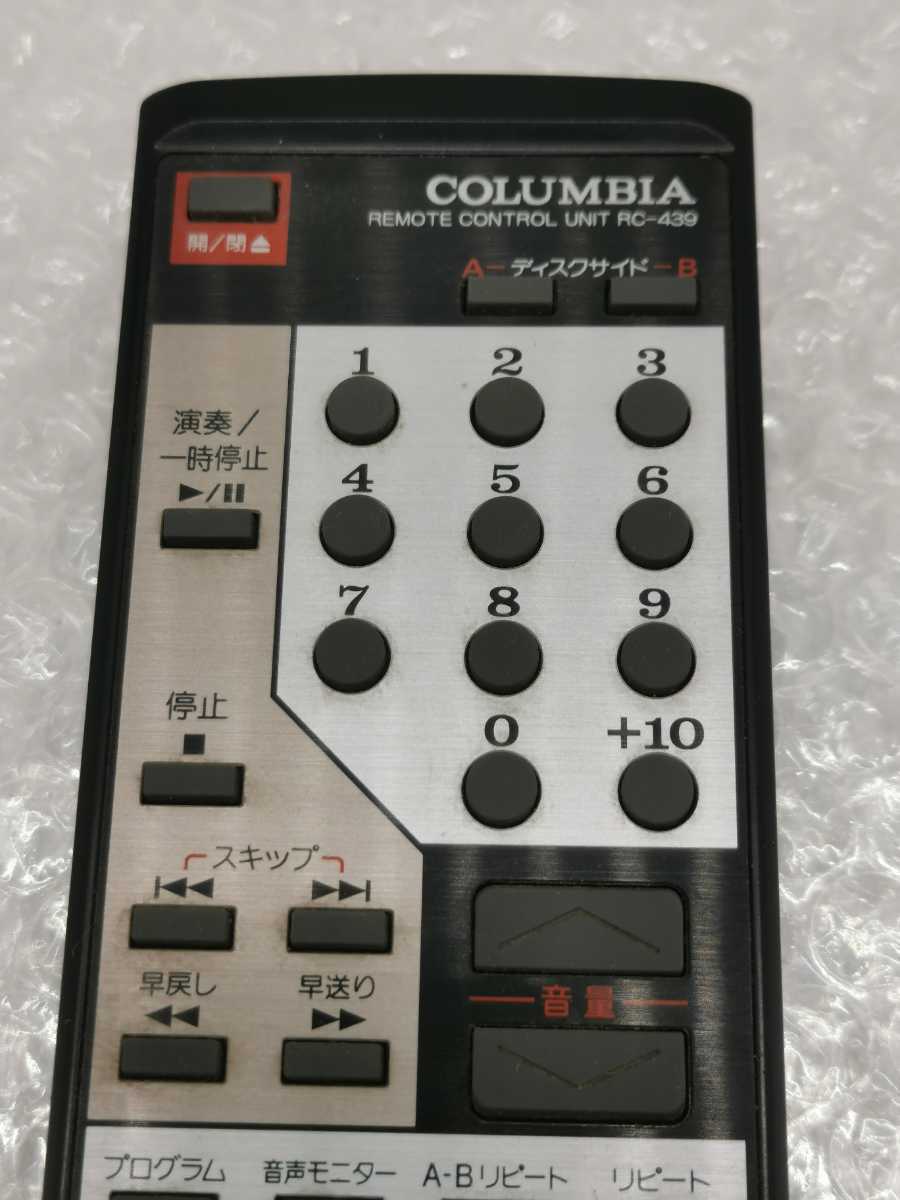 COLUMBIA
REMOTE CONTROL UNIT RC-439
開/閉
A - ディスクサイド - B
1 2 3
演奏/
一時停止
4 5 6
7 8 9
停止
0 +10
スキップ
早戻し 早送り
音量
プログラム 音声モニター A-Bリピート リピート